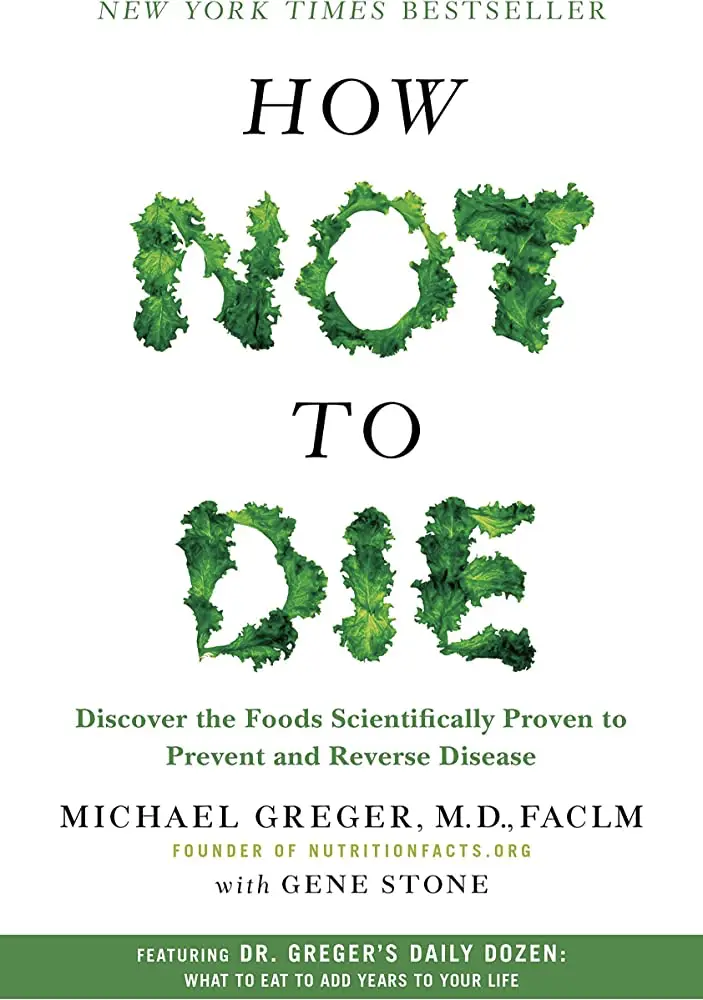 NEW YORK TIMES BESTSELLER
HOW
NOT
TO
DIE
Discover the Foods Scientifically Proven to
Prevent and Reverse Disease
MICHAEL GREGER, M.D., FACLM
FOUNDER OF NUTRITIONFACTS.ORG
with GENE STONE
FEATURING DR. GREGER'S DAILY DOZEN:
WHAT TO EAT TO ADD YEARS TO YOUR LIFE